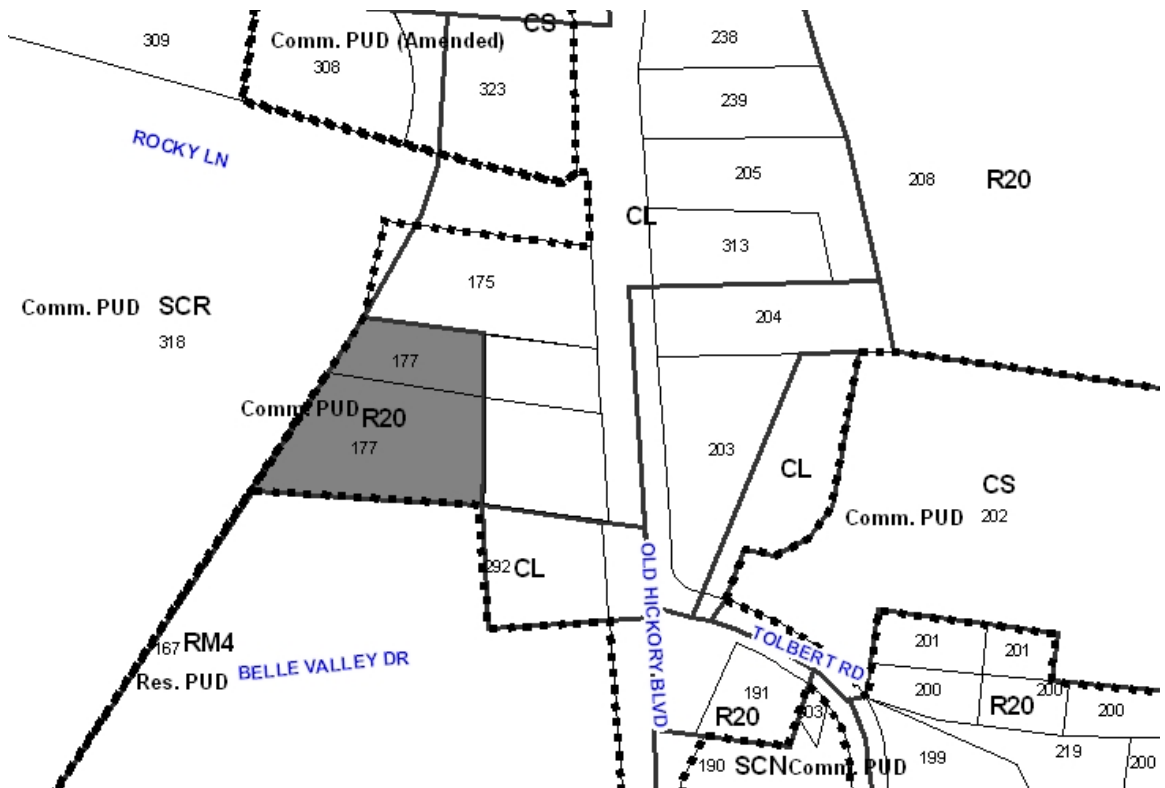 CS
238
309
Comm. PUD (Amended)
308
323
239
ROCKY LN
205
208
R20
CL
313
175
Comm. PUD SCR
318
204
177
Comm. PUD
R20
177
203
CL
CS
Comm. PUD 202
292 CL
OLD HICKORY BLVD
TOLBERT RD
167 RM4
BELLE VALLEY DR
Res. PUD
201
201
200
200
200
R20
191
R20
03
190
SCN Comm. PUD
199
219
200